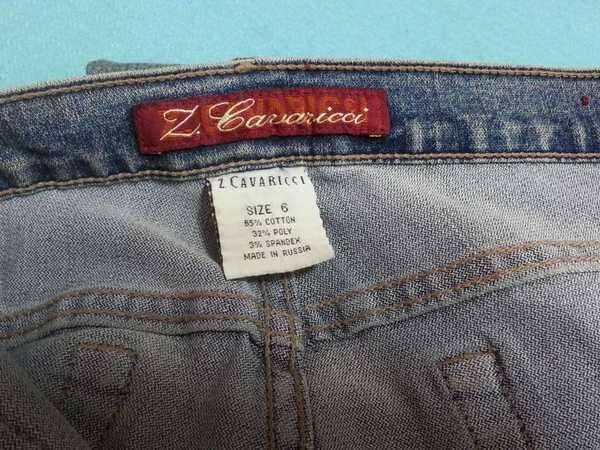 Z. Cavaricci
Z CAVARICCI
SIZE 6
65% COTTON
32% POLY
3% SPANDEX
MADE IN RUSSIA